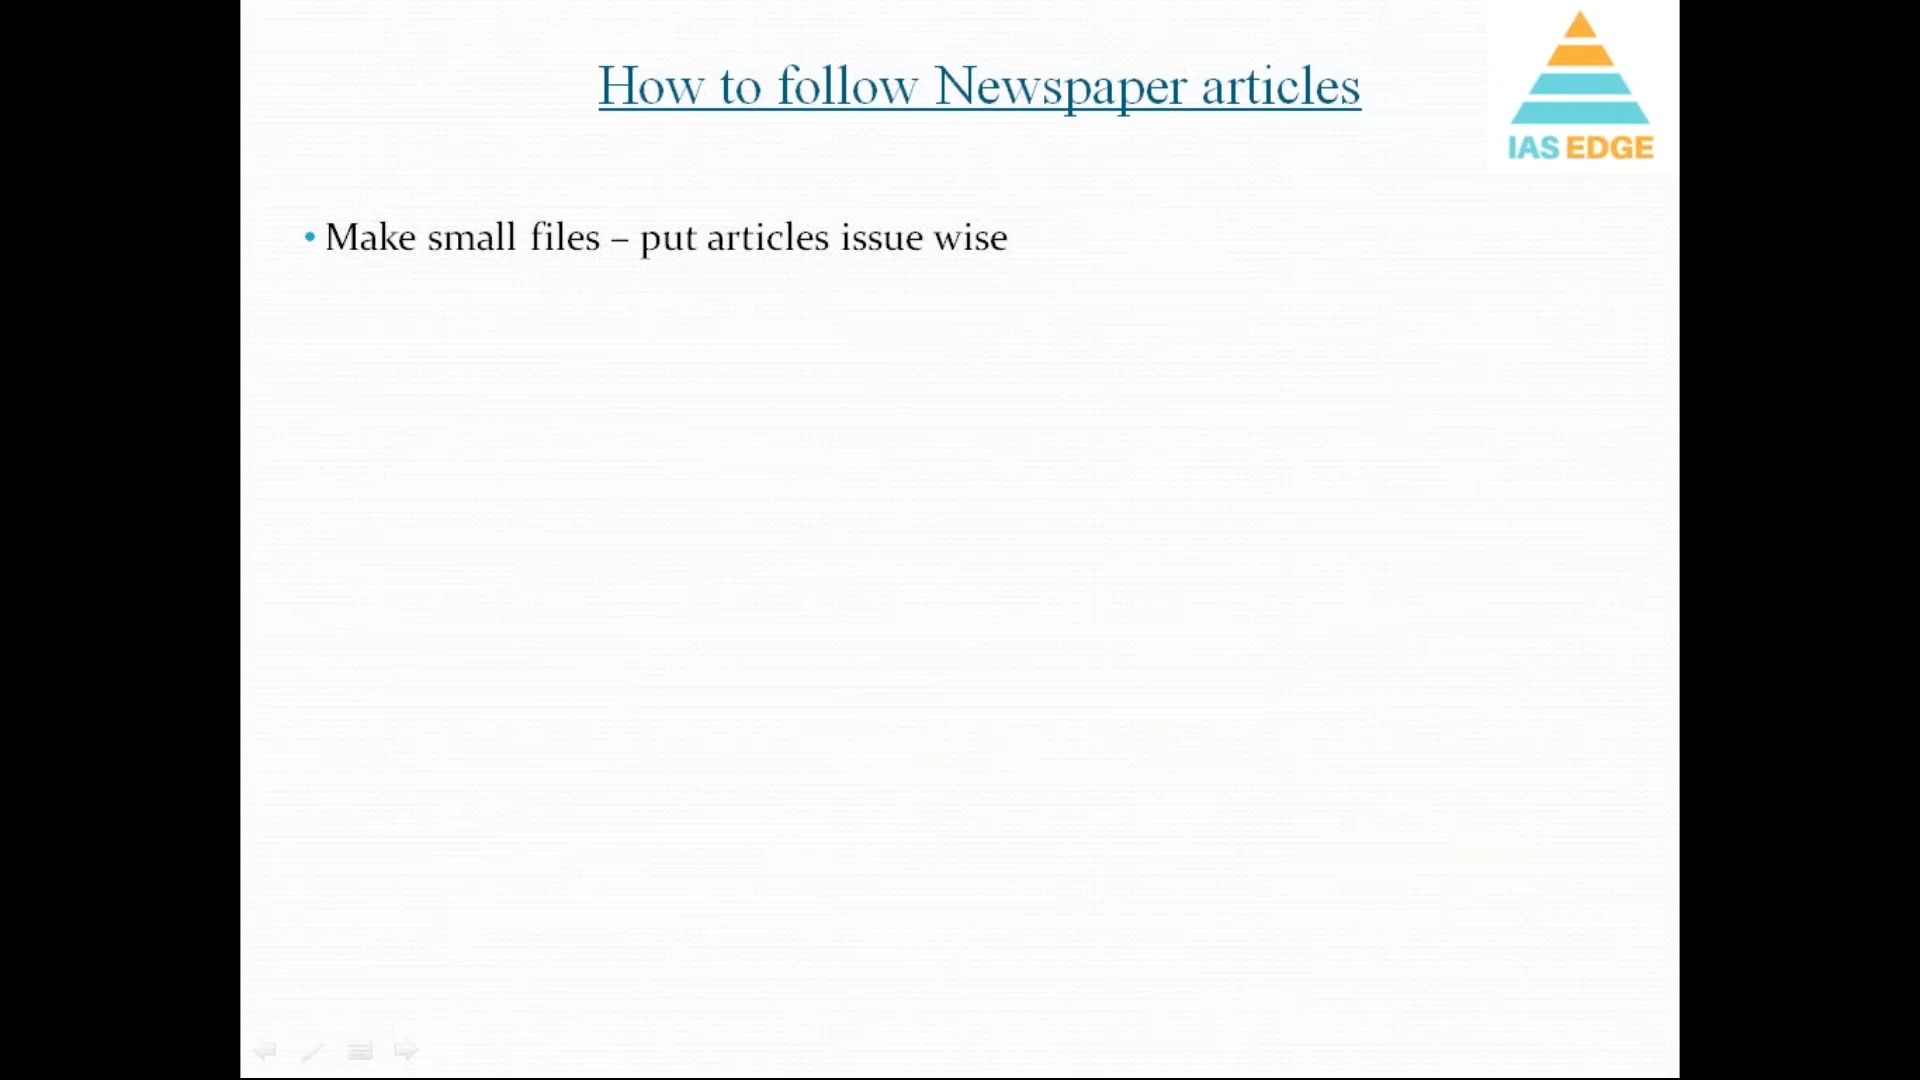 How to follow Newspaper articles
IAS EDGE
• Make small files – put articles issue wise